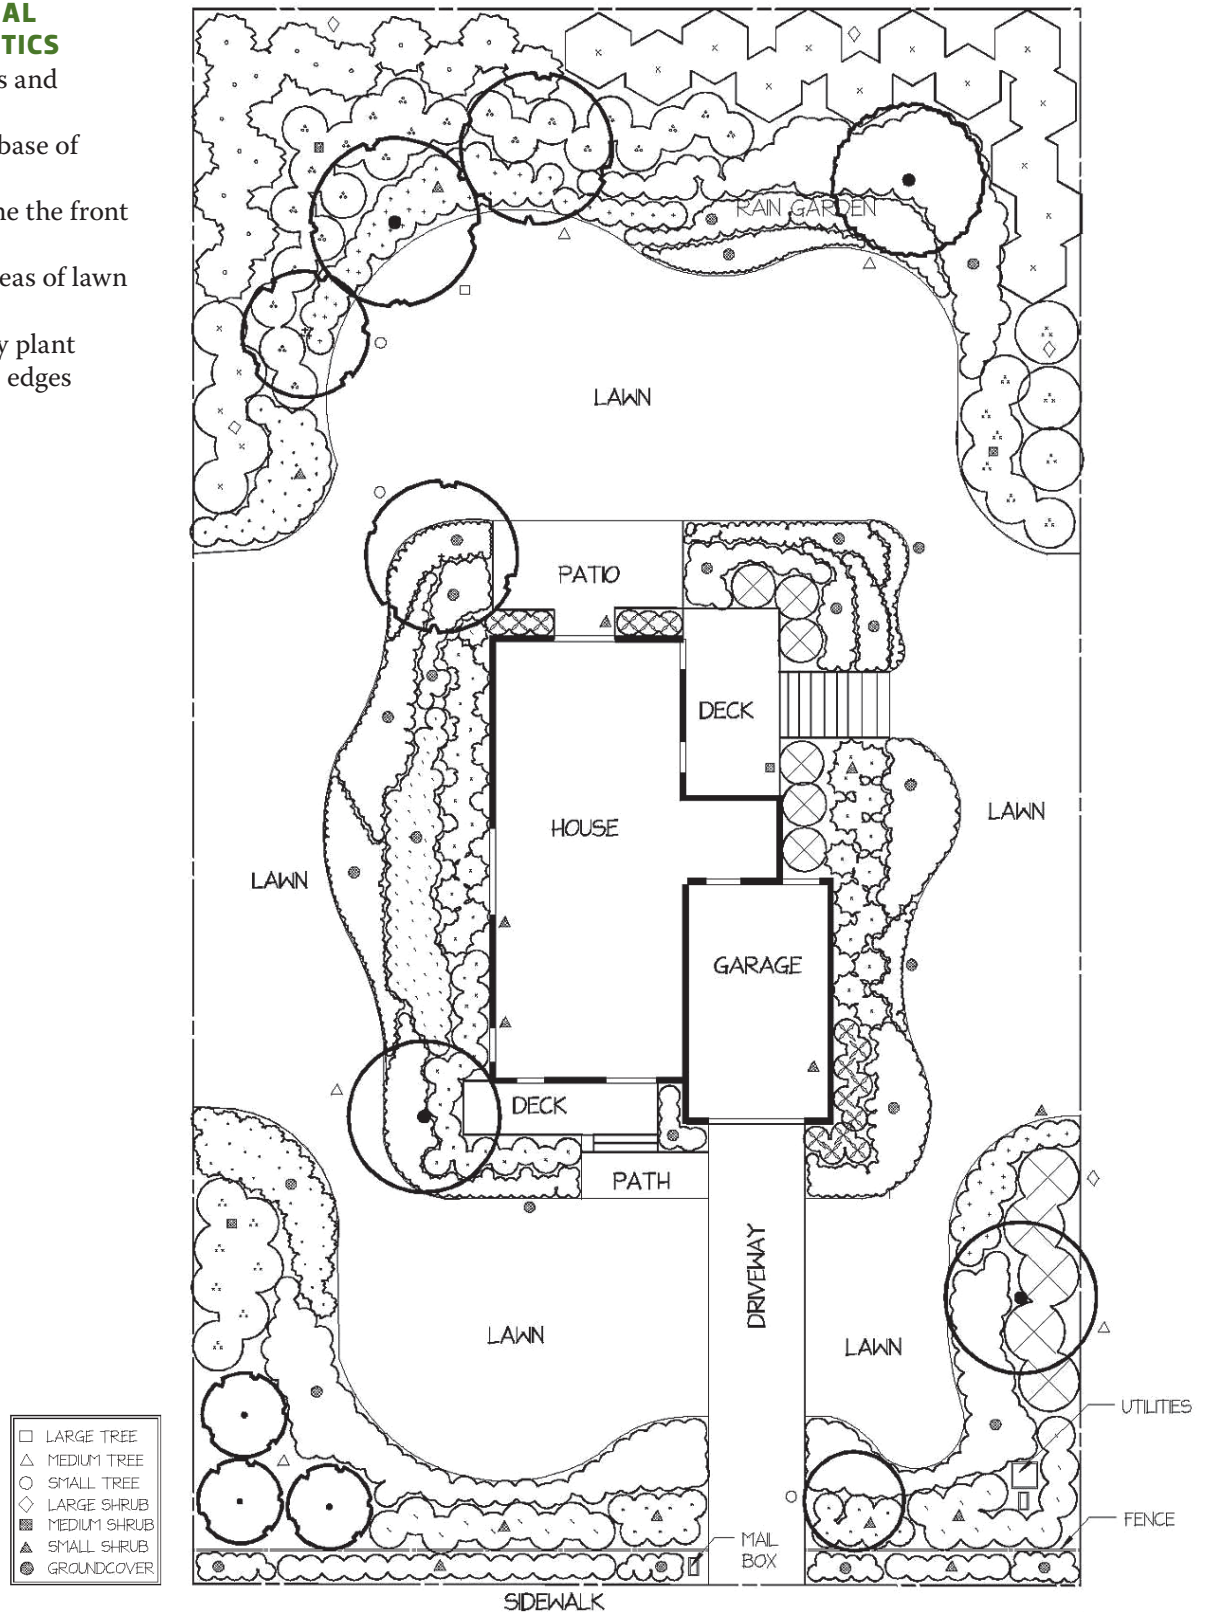 AL
TICS
s and
base of
ne the front
eas of lawn
y plant
edges
RAIN GARDEN
LAWN
PATIO
DECK
HOUSE
LAWN
LAWN
GARAGE
DECK
PATH
DRIVEWAY
LAWN
LAWN
UTILITIES
FENCE
MAIL
BOX
SIDEWALK
LARGE TREE
MEDIUM TREE
SMALL TREE
LARGE SHRUB
MEDIUM SHRUB
SMALL SHRUB
GROUNDCOVER